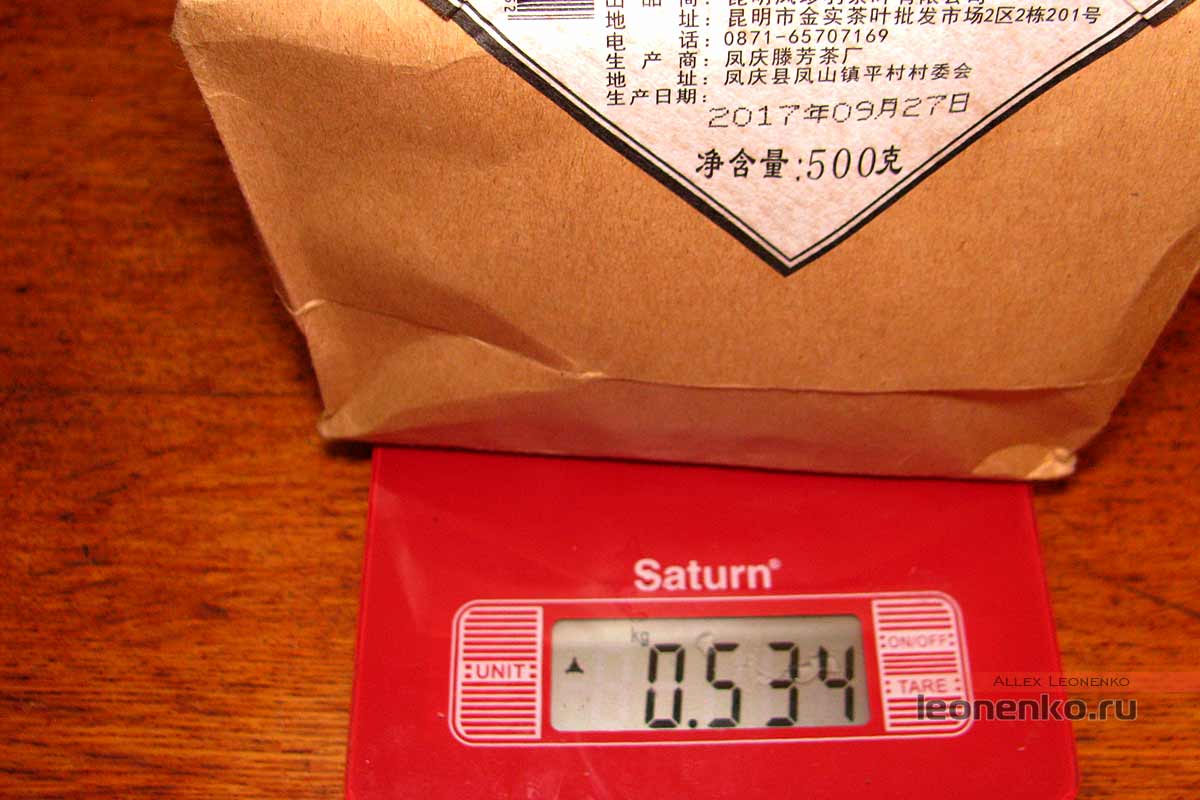 地 址：昆明市金实茶叶批发市场2区2栋201号
电 话：0871-65707169
生 产 商：凤庆滕芳茶厂
地 址：凤庆县凤山镇平村村委会
生产日期：
2017年09月27日
净含量:500克
Saturn®
kg
0.534
UNIT
ON/OFF
TARE
ALLEX LEONENKO
leonenko.ru